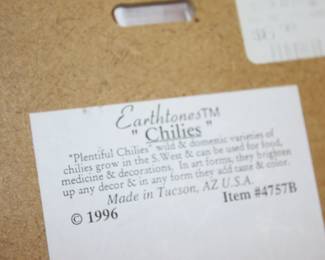 Earthtones™
"Chilies"
"Plentiful Chilies" wild & domestic varieties of
chilies grow in the S.West & can be used for food,
medicine & decorations. In art forms, they brighten
up any decor & in any form they add taste & color.
Made in Tucson, AZ U.S.A.
Item #4757B
© 1996